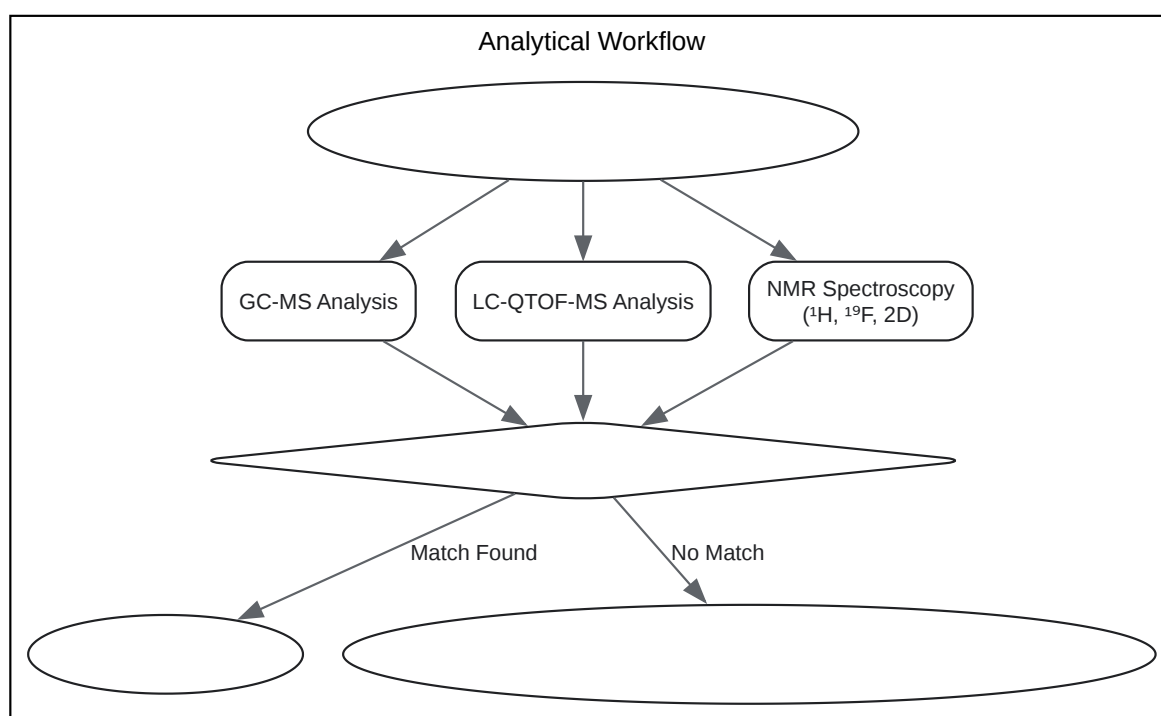 Analytical Workflow
GC-MS Analysis
LC-QTOF-MS Analysis
NMR Spectroscopy
(¹H, ¹⁹F, 2D)
Match Found
No Match